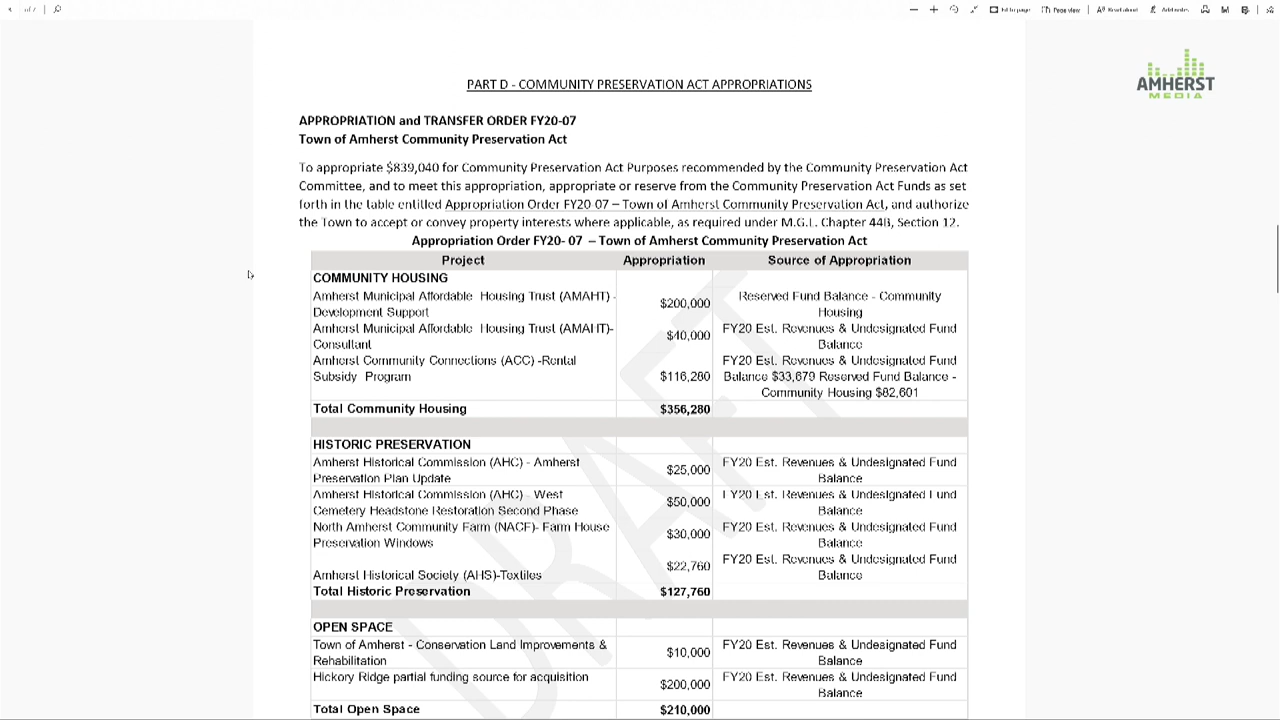 of 7
Fit to page
Page view
Read aloud
Add notes
AMHERST
MEDIA
PART D - COMMUNITY PRESERVATION ACT APPROPRIATIONS
APPROPRIATION and TRANSFER ORDER FY20-07
Town of Amherst Community Preservation Act
To appropriate $839,040 for Community Preservation Act Purposes recommended by the Community Preservation Act
Committee, and to meet this appropriation, appropriate or reserve from the Community Preservation Act Funds as set
forth in the table entitled Appropriation Order FY20 07 – Town of Amherst Community Preservation Act, and authorize
the Town to accept or convey property interests where applicable, as required under M.G.L. Chapter 44B, Section 12.
Appropriation Order FY20- 07 – Town of Amherst Community Preservation Act
Project Appropriation Source of Appropriation
COMMUNITY HOUSING
Amherst Municipal Affordable Housing Trust (AMAHT) -
Development Support
$200,000
Reserved Fund Balance - Community
Housing
Amherst Municipal Affordable Housing Trust (AMAHT)-
Consultant
$40,000
FY20 Est. Revenues & Undesignated Fund
Balance
Amherst Community Connections (ACC) -Rental
Subsidy Program
$116,280
FY20 Est. Revenues & Undesignated Fund
Balance $33,679 Reserved Fund Balance -
Community Housing $82,601
Total Community Housing $356,280
HISTORIC PRESERVATION
Amherst Historical Commission (AHC) - Amherst
Preservation Plan Update
$25,000
FY20 Est. Revenues & Undesignated Fund
Balance
Amherst Historical Commission (AHC) - West
Cemetery Headstone Restoration Second Phase
$50,000
FY20 Est. Revenues & Undesignated Fund
Balance
North Amherst Community Farm (NACF)- Farm House
Preservation Windows
$30,000
FY20 Est. Revenues & Undesignated Fund
Balance
Amherst Historical Society (AHS)-Textiles
$22,760
FY20 Est. Revenues & Undesignated Fund
Balance
Total Historic Preservation $127,760
OPEN SPACE
Town of Amherst - Conservation Land Improvements &
Rehabilitation
$10,000
FY20 Est. Revenues & Undesignated Fund
Balance
Hickory Ridge partial funding source for acquisition
$200,000
FY20 Est. Revenues & Undesignated Fund
Balance
Total Open Space $210,000
DRAFT